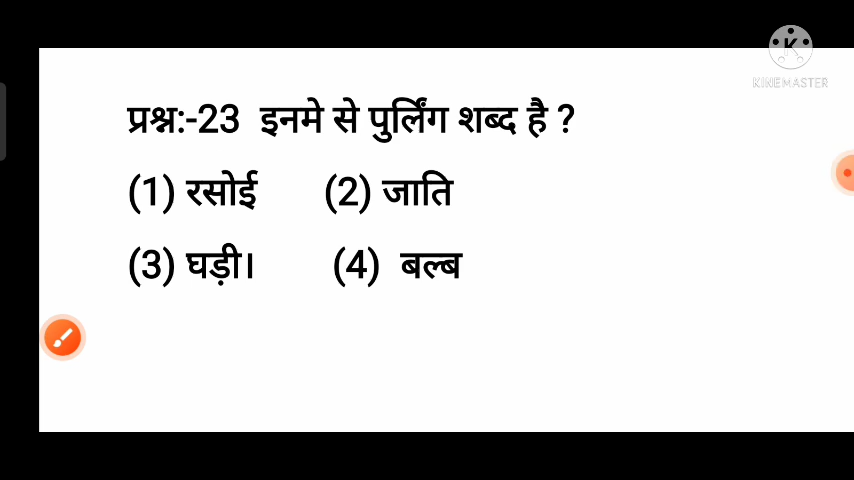 KINEMASTER
प्रश्न:-23 इनमे से पुर्लिंग शब्द है ?
(1) रसोई (2) जाति
(3) घड़ी। (4) बल्ब